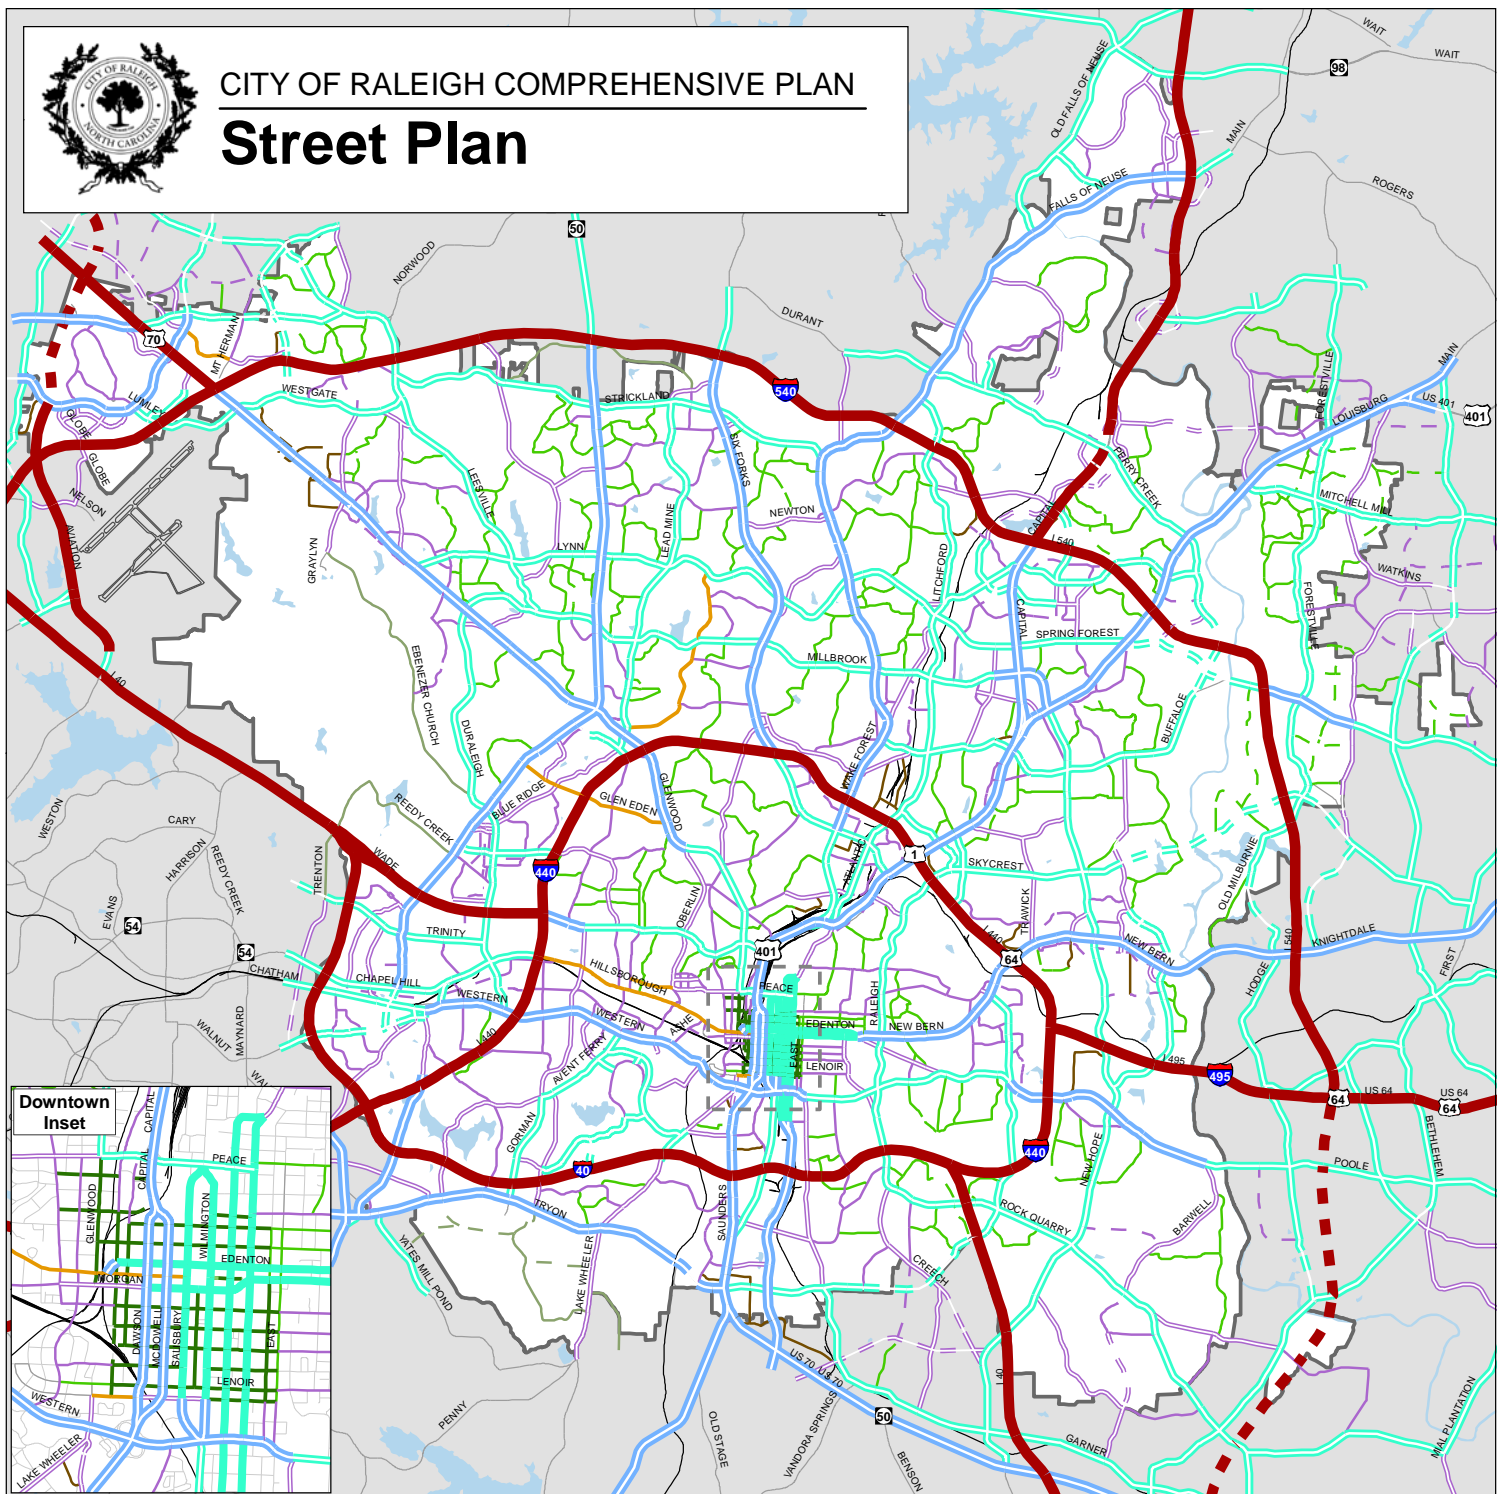 CITY OF RALEIGH
NORTH CAROLINA
CITY OF RALEIGH COMPREHENSIVE PLAN
Street Plan
WAIT
WAIT
98
OLD FALLS OF NEUSE
MAIN
ROGERS
FALLS OF NEUSE
50
NORWOOD
DURANT
70
MT HERMAN
LUMLEY
WESTGATE
STRICKLAND
540
FORESTVILLE
MAIN
LOUISBURG
US 401
401
GLOBE
GLOBE
NELSON
AVIATION
LEESVILLE
SIX FORKS
PERRY CREEK
MITCHELL MILL
LEAD MINE
NEWTON
CAPITAL
I-540
LYNN
GRAYLYN
LITCHFORD
WATKINS
CAPITAL
FORESTVILLE
SPRING FOREST
MILLBROOK
I-40
EBENEZER CHURCH
DURALEIGH
BUFFALOE
WAKE FOREST
GLENWOOD
BLUE RIDGE
GLEN EDEN
REEDY CREEK
WESTON
CARY
HARRISON
REEDY CREEK
WADE
TRENTON
440
ATLANTIC
1
SKYCREST
OLD MILBURNIE
EVANS
54
OBERLIN
TRAWICK
TRINITY
54
401
I-440
64
NEW BERN
I-540
KNIGHTDALE
FIRST
CHATHAM
CHAPEL HILL
HILLSBOROUGH
WESTERN
WESTERN
PEACE
RALEIGH
HODGE
MAYNARD
WALNUT
ASHE
EDENTON
NEW BERN
EAST
LENOIR
I-440
AVENT FERRY
I-495
495
US 64
64
US 64
64
GORMAN
40
440
NEW HOPE
BETHLEHEM
POOLE
TRYON
SAUNDERS
ROCK QUARRY
BARWELL
YATES MILL POND
LAKE WHEELER
CREECH
US 70
US 70
I-40
50
PENNY
OLD STAGE
VANDORA SPRINGS
BENSON
GARNER
MIAL PLANTATION
Downtown
Inset
CAPITAL
CAPITAL
PEACE
GLENWOOD
WILMINGTON
EDENTON
MORGAN
DAWSON
MCDOWELL
SALISBURY
EAST
LENOIR
WESTERN
LAKE WHEELER